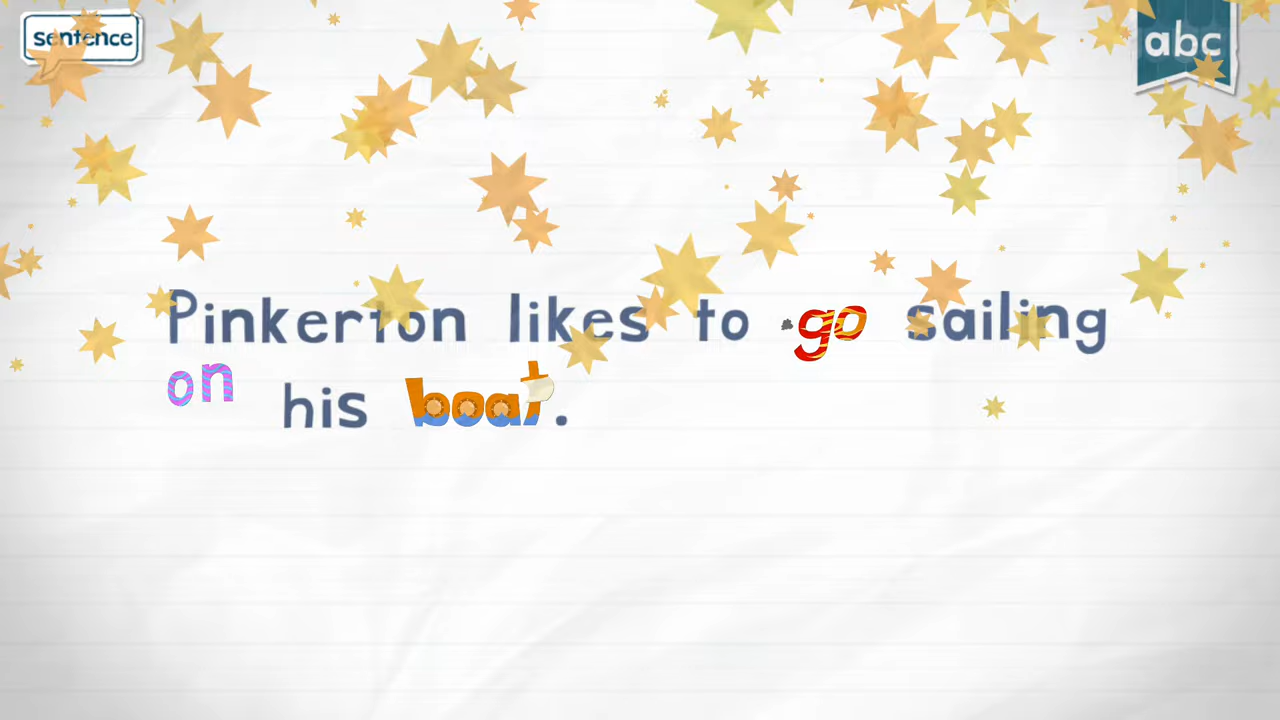 sentence
abc
Pinkerton likes to go sailing
on his boat.